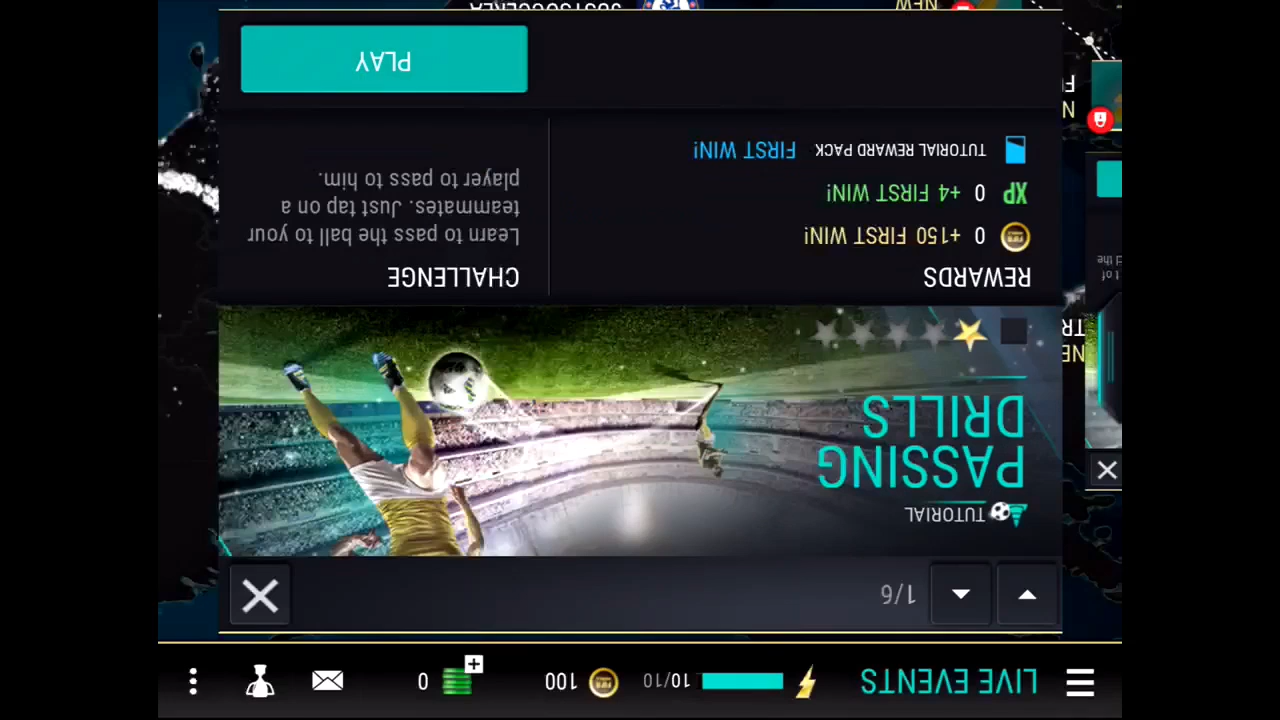 LIVE EVENTS
10/10
100
0
1/6
TUTORIAL
PASSING
DRILLS
REWARDS
0 +150 FIRST WIN!
XP 0 +4 FIRST WIN!
TUTORIAL REWARD PACK FIRST WIN!
CHALLENGE
Learn to pass the ball to your
teammates. Just tap on a
player to pass to him.
PLAY
NEW